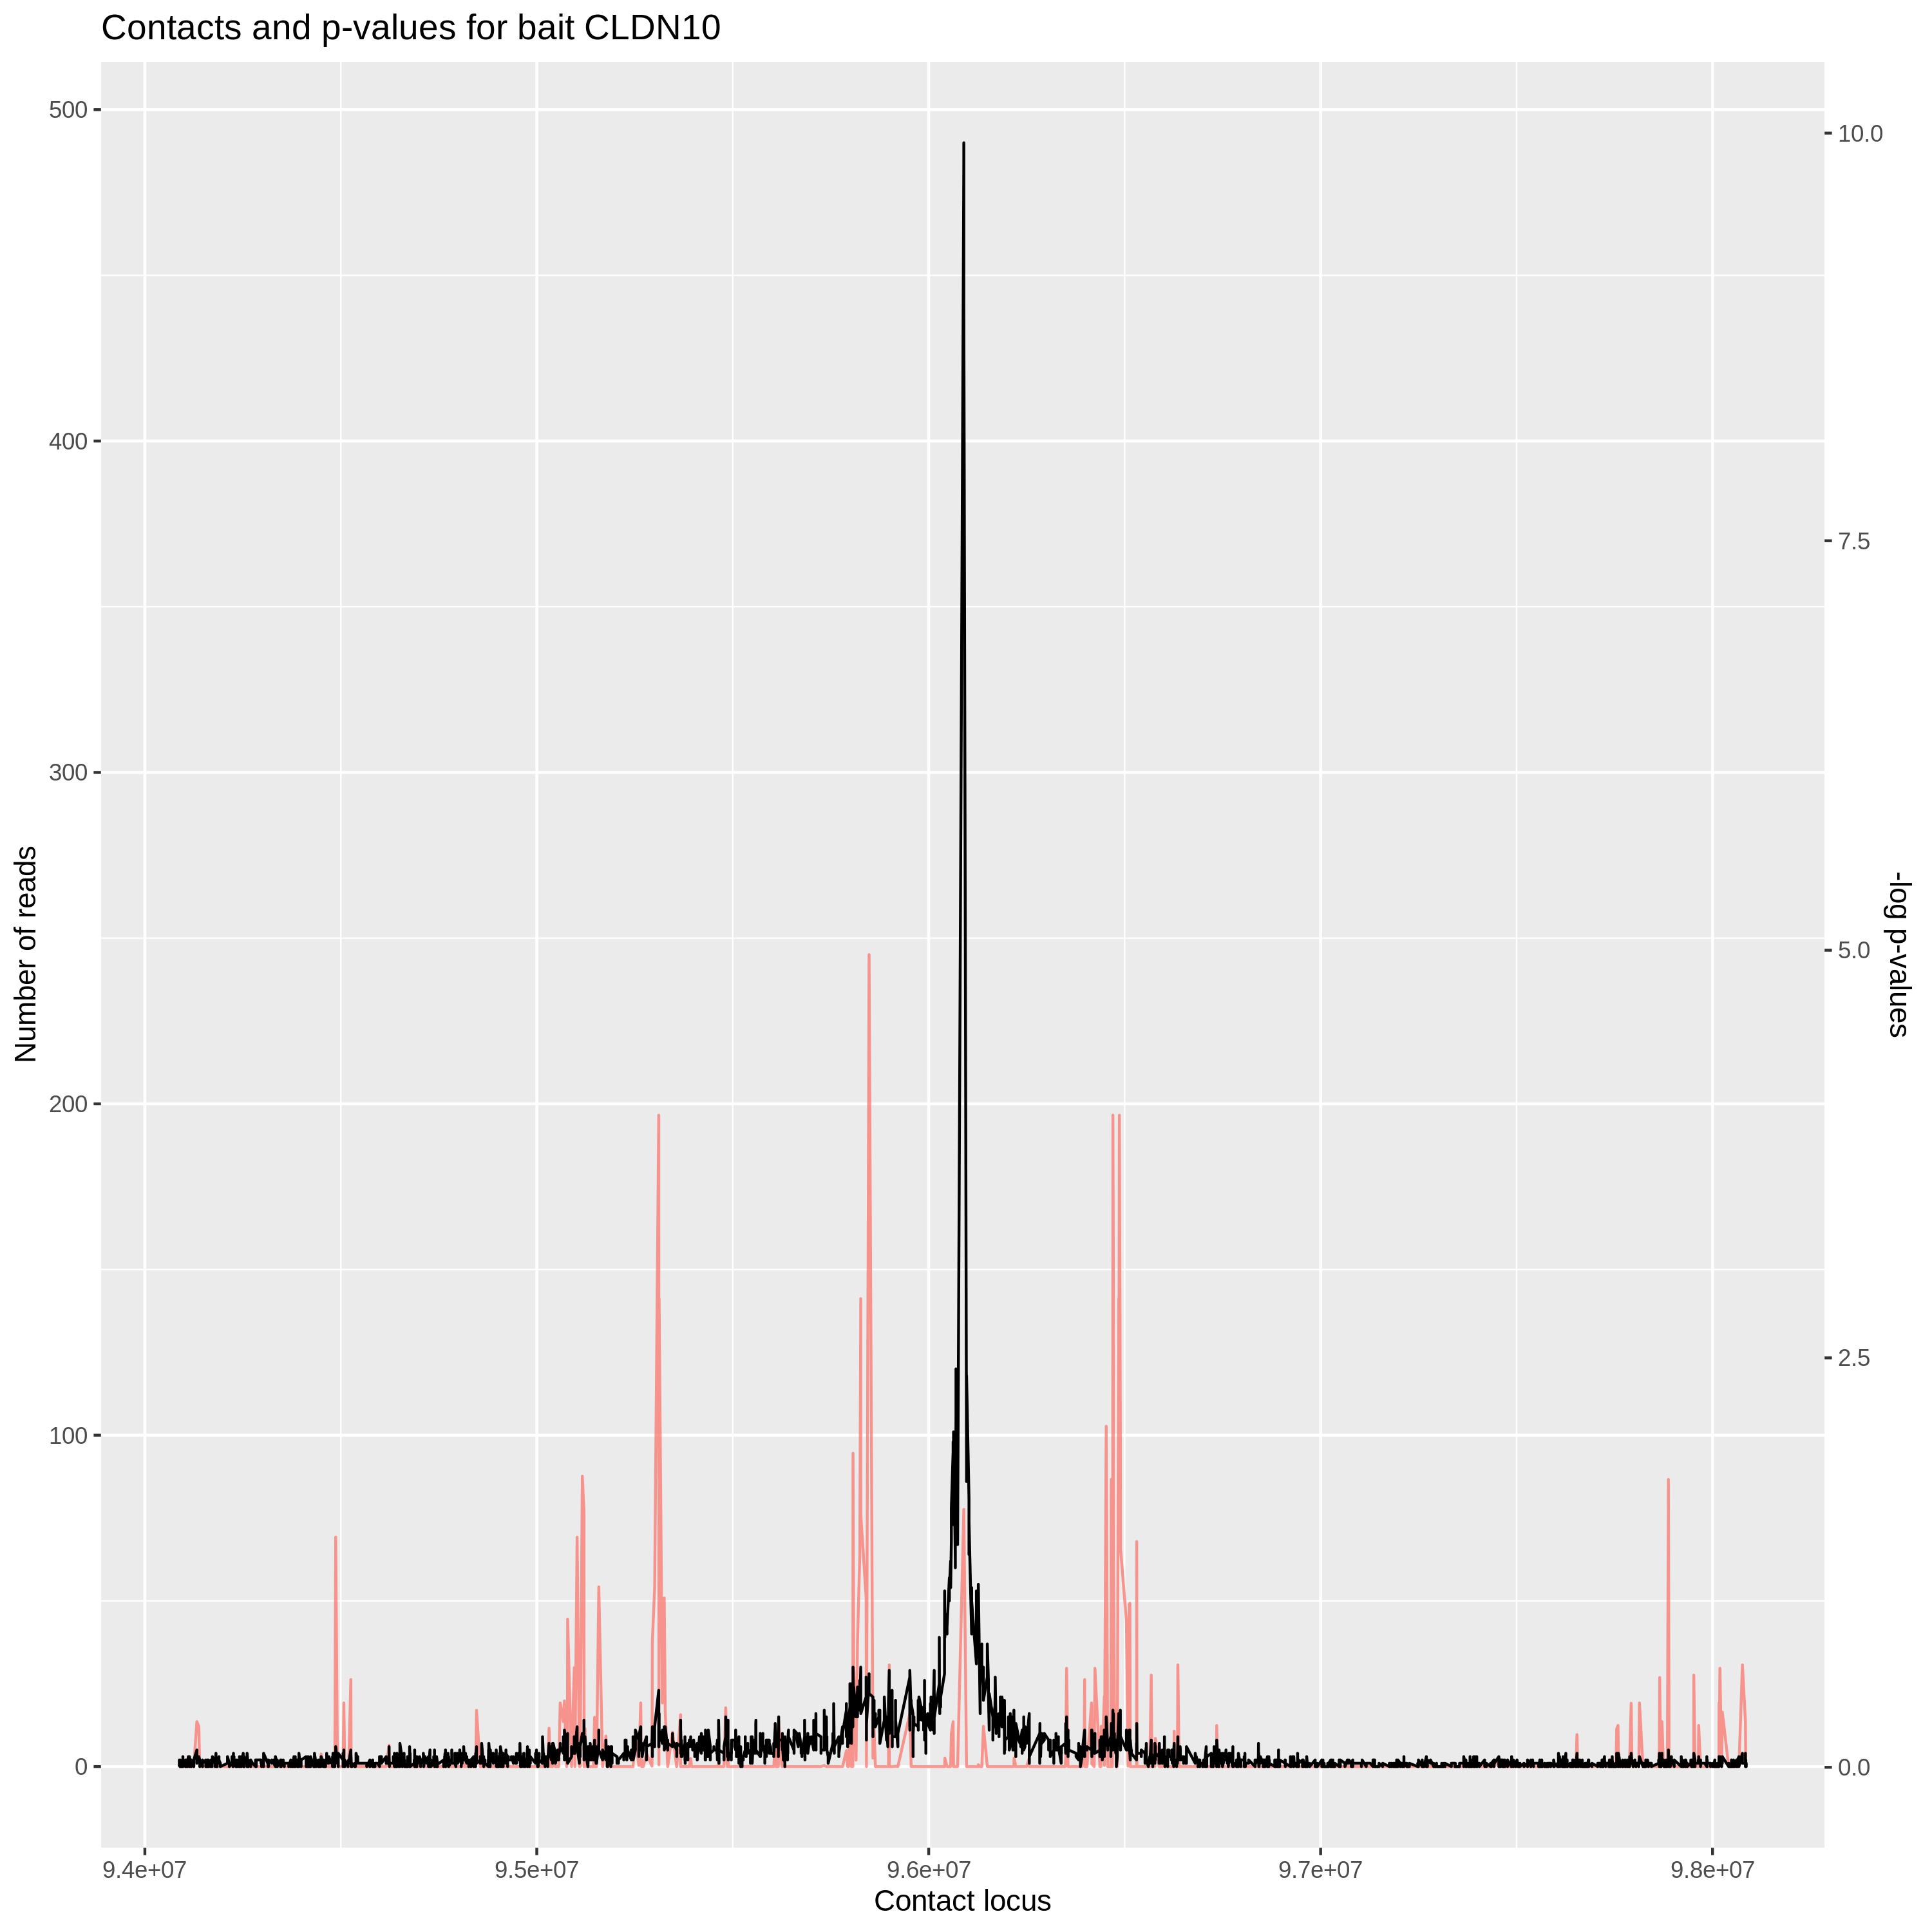 Contacts and p-values for bait CLDN10
500
400
300
200
100
0
Number of reads
10.0
7.5
5.0
2.5
0.0
-log p-values
9.4e+07
9.5e+07
9.6e+07
9.7e+07
9.8e+07
Contact locus